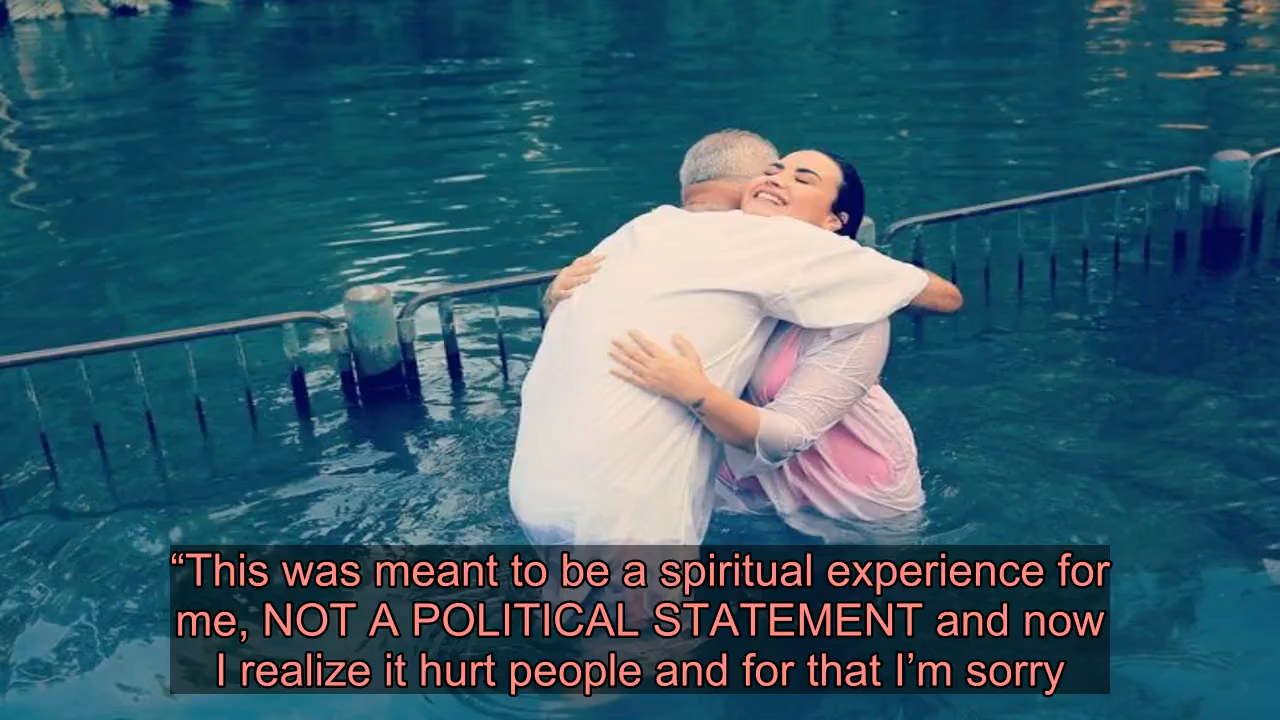 “This was meant to be a spiritual experience for
me, NOT A POLITICAL STATEMENT and now
I realize it hurt people and for that I’m sorry